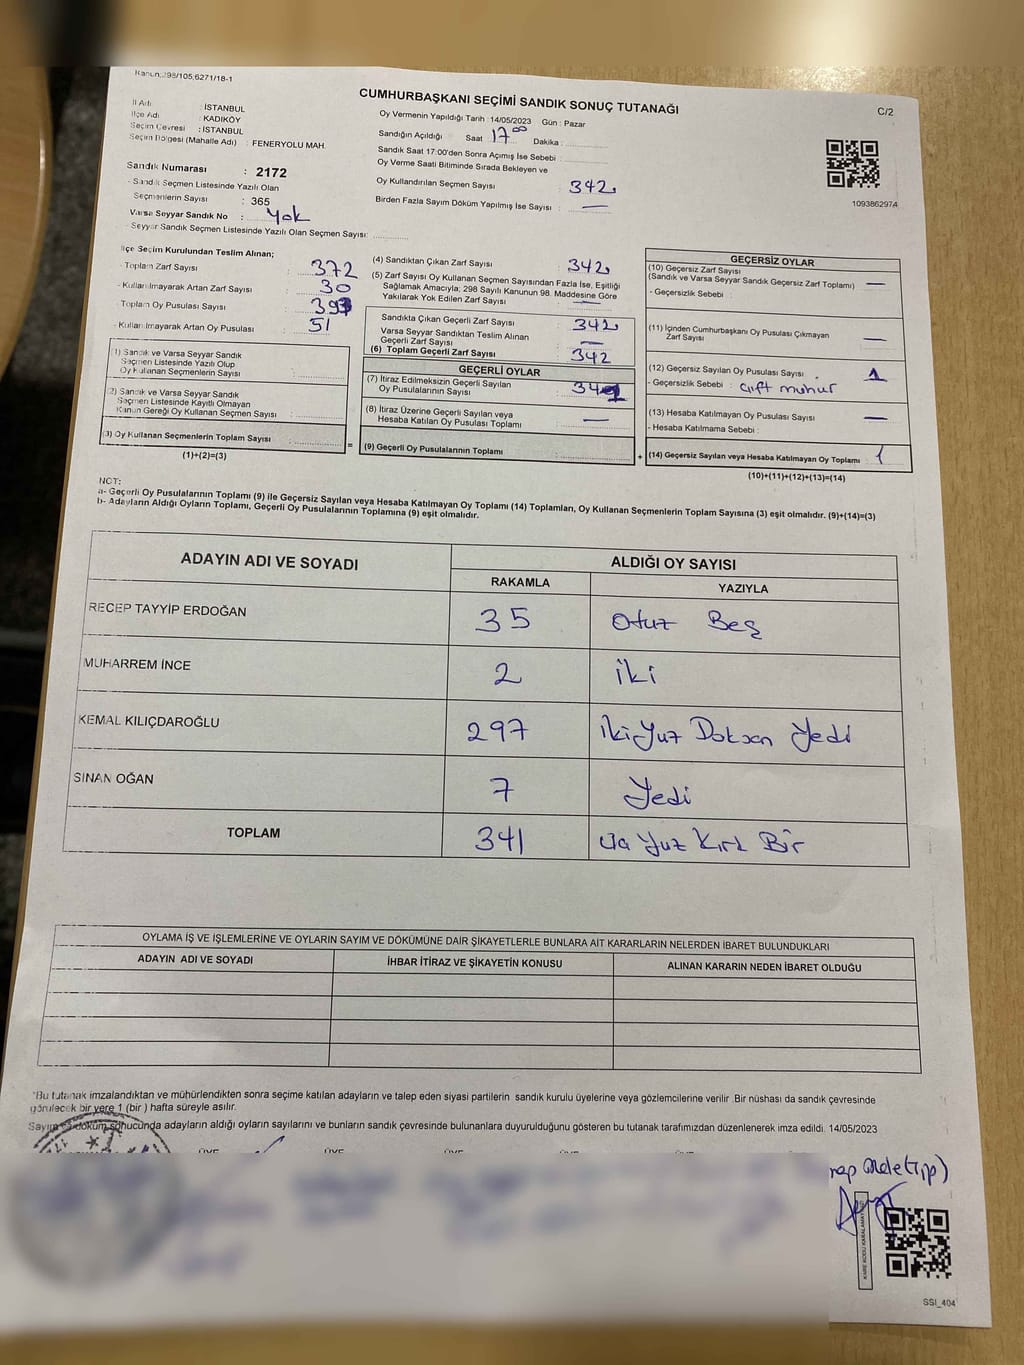 Kanun:298/105,6271/18-1
CUMHURBAŞKANI SEÇİMİ SANDIK SONUÇ TUTANAĞI
C/2
İl Adı : İSTANBUL
İlçe Adı : KADIKÖY
Seçim Çevresi : İSTANBUL
Seçim Bölgesi (Mahalle Adı) : FENERYOLU MAH.
Sandık Numarası : 2172
- Sandık Seçmen Listesinde Yazılı Olan
Seçmenlerin Sayısı : 365
Varsa Seyyar Sandık No : Yok
- Seyyar Sandık Seçmen Listesinde Yazılı Olan Seçmen Sayısı:
Oy Vermenin Yapıldığı Tarih :14/05/2023 Gün : Pazar
Sandığın Açıldığı Saat 17 00 Dakika :
Sandık Saat 17:00'den Sonra Açımış İse Sebebi :
Oy Verme Saati Bitiminde Sırada Bekleyen ve
Oy Kullandırılan Seçmen Sayısı 342
Birden Fazla Sayım Döküm Yapılmış İse Sayısı : —
109386297A
İlçe Seçim Kurulundan Teslim Alınan;
- Toplam Zarf Sayısı : 372
- Kullanılmayarak Artan Zarf Sayısı : 30
- Toplam Oy Pusulası Sayısı : 393
- Kullanılmayarak Artan Oy Pusulası : 51
1) Sandık ve Varsa Seyyar Sandık
Seçmen Listesinde Yazılı Olup
Oy Kullanan Seçmenlerin Sayısı :
2) Sandık ve Varsa Seyyar Sandık
Seçmen Listesinde Kayıtlı Olmayan
Kanun Gereği Oy Kullanan Seçmen Sayısı :
(3) Oy Kullanan Seçmenlerin Toplam Sayısı :
(1)+(2)=(3)
(4) Sandıktan Çıkan Zarf Sayısı : 342
(5) Zarf Sayısı Oy Kullanan Seçmen Sayısından Fazla İse, Eşitliği
Sağlamak Amacıyla; 298 Sayılı Kanunun 98. Maddesine Göre
Yakılarak Yok Edilen Zarf Sayısı : —
Sandıkta Çıkan Geçerli Zarf Sayısı : 342
Varsa Seyyar Sandıktan Teslim Alınan
Geçerli Zarf Sayısı : —
(6) Toplam Geçerli Zarf Sayısı : 342
GEÇERLİ OYLAR
(7) İtiraz Edilmeksizin Geçerli Sayılan
Oy Pusulalarının Sayısı :
(8) İtiraz Üzerine Geçerli Sayılan veya
Hesaba Katılan Oy Pusulası Toplamı : —
=
(9) Geçerli Oy Pusulalarının Toplamı
+
GEÇERSİZ OYLAR
(10) Geçersiz Zarf Sayısı
(Sandık ve Varsa Seyyar Sandık Geçersiz Zarf Toplamı) —
- Geçersizlik Sebebi :
(11) İçinden Cumhurbaşkanı Oy Pusulası Çıkmayan
Zarf Sayısı —
(12) Geçersiz Sayılan Oy Pusulası Sayısı 1
- Geçersizlik Sebebi : çift mühür
(13) Hesaba Katılmayan Oy Pusulası Sayısı —
- Hesaba Katılmama Sebebi :
(14) Geçersiz Sayılan veya Hesaba Katılmayan Oy Toplamı 1
(10)+(11)+(12)+(13)=(14)
NOT:
a- Geçerli Oy Pusulalarının Toplamı (9) ile Geçersiz Sayılan veya Hesaba Katılmayan Oy Toplamı (14) Toplamları, Oy Kullanan Seçmenlerin Toplam Sayısına (3) eşit olmalıdır. (9)+(14)=(3)
b- Adayların Aldığı Oyların Toplamı, Geçerli Oy Pusulalarının Toplamına (9) eşit olmalıdır.
ADAYIN ADI VE SOYADI ALDIĞI OY SAYISI
RAKAMLA YAZIYLA
RECEP TAYYİP ERDOĞAN 35 Otuz Beş
MUHARREM İNCE 2 İki
KEMAL KILIÇDAROĞLU 297 İki Yuz Doksan Yedi
SİNAN OĞAN 7 Yedi
TOPLAM 341 Yuz Kırk Bir
OYLAMA İŞ VE İŞLEMLERİNE VE OYLARIN SAYIM VE DÖKÜMÜNE DAİR ŞİKAYETLERLE BUNLARA AİT KARARLARIN NELERDEN İBARET BULUNDUKLARI
ADAYIN ADI VE SOYADI İHBAR İTİRAZ VE ŞİKAYETİN KONUSU ALINAN KARARIN NEDEN İBARET OLDUĞU
*Bu tutanak imzalandıktan ve mühürlendikten sonra seçime katılan adayların ve talep eden siyasi partilerin sandık kurulu üyelerine veya gözlemcilerine verilir .Bir nüshası da sandık çevresinde
görülecek bir yere 1 (bir ) hafta süreyle asılır.
Sayım ve döküm sonucunda adayların aldığı oyların sayılarını ve bunların sandık çevresinde bulunanlara duyurulduğunu gösteren bu tutanak tarafımızdan düzenlenerek imza edildi. 14/05/2023
ÜYE ÜYE ÜYE
(TİP)
KARE KODU KARALAMAYINIZ
SSI_404